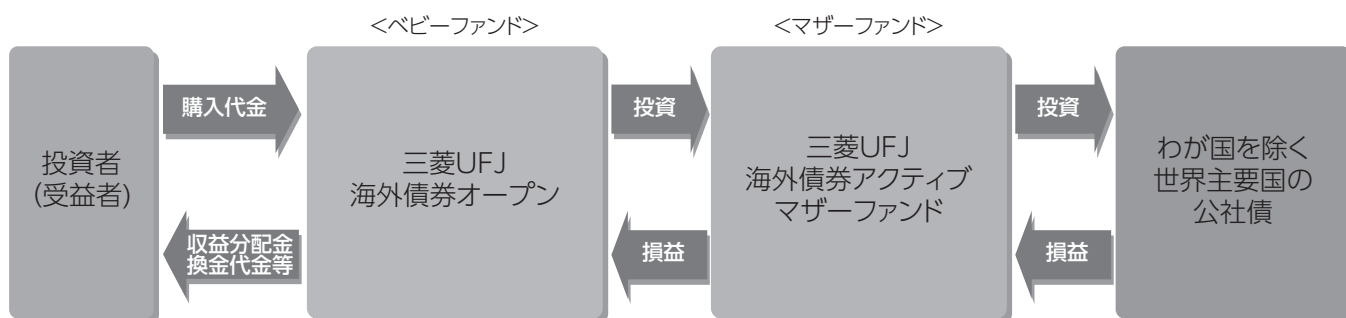 <ベビーファンド>
<マザーファンド>
投資者
(受益者)
購入代金
収益分配金
換金代金等
三菱UFJ
海外債券オープン
投資
損益
三菱UFJ
海外債券アクティブ
マザーファンド
投資
損益
わが国を除く
世界主要国の
公社債